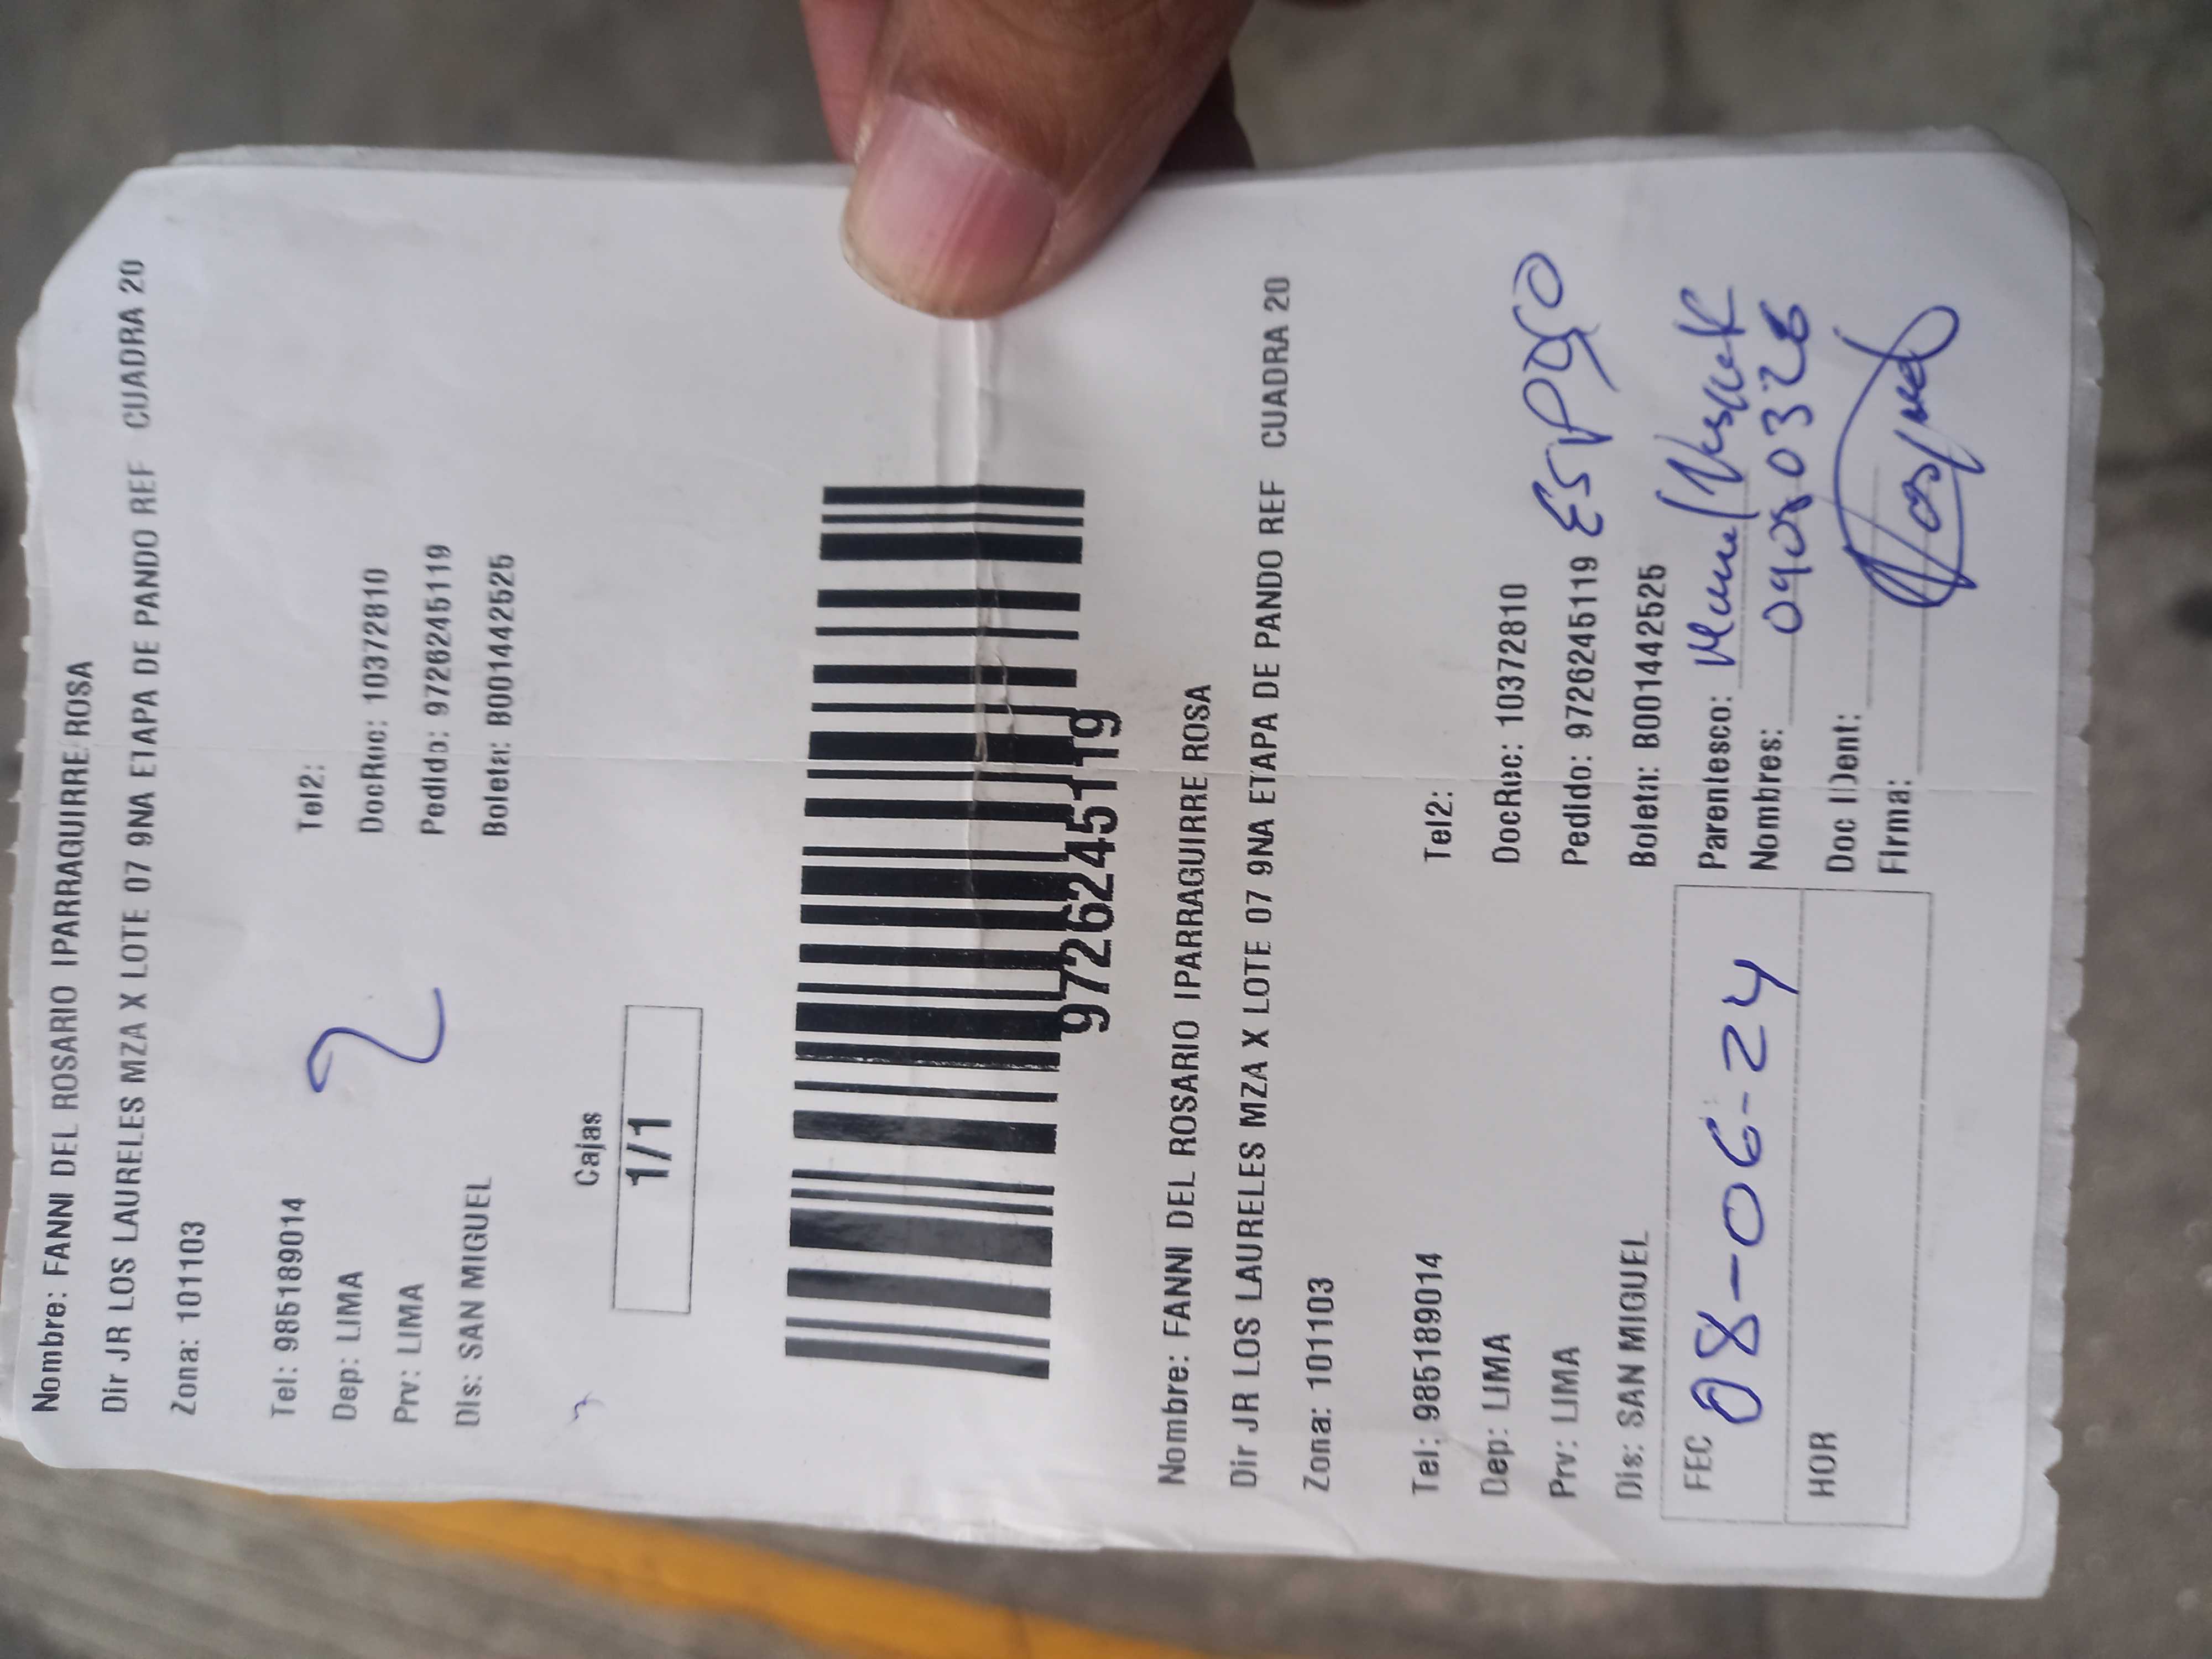 Nombre: FANNI DEL ROSARIO IPARRAGUIRRE ROSA
Dir JR LOS LAURELES MZA X LOTE 07 9NA ETAPA DE PANDO REF CUADRA 20
Zona: 101103
Tel: 985189014 Tel2:
Dep: LIMA DocRec: 10372810
Prv: LIMA Pedido: 9726245119
Dis: SAN MIGUEL Boleta: B001442525
2
Cajas
1/1
9726245119
Nombre: FANNI DEL ROSARIO IPARRAGUIRRE ROSA
Dir JR LOS LAURELES MZA X LOTE 07 9NA ETAPA DE PANDO REF CUADRA 20
Zona: 101103
Tel: 985189014 Tel2:
Dep: LIMA DocRec: 10372810
Prv: LIMA Pedido: 9726245119 ESPOSO
Dis: SAN MIGUEL Boleta: B001442525
FEC 08-06-24 Parentesco:
Nombres:
HOR Doc IDent:
Firma: